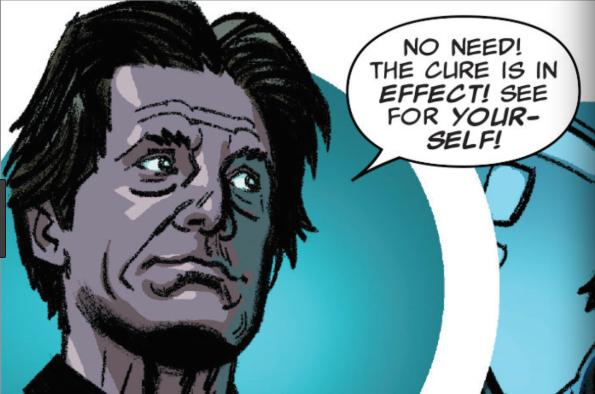 NO NEED!
THE CURE IS IN
EFFECT! SEE
FOR YOUR-
SELF!